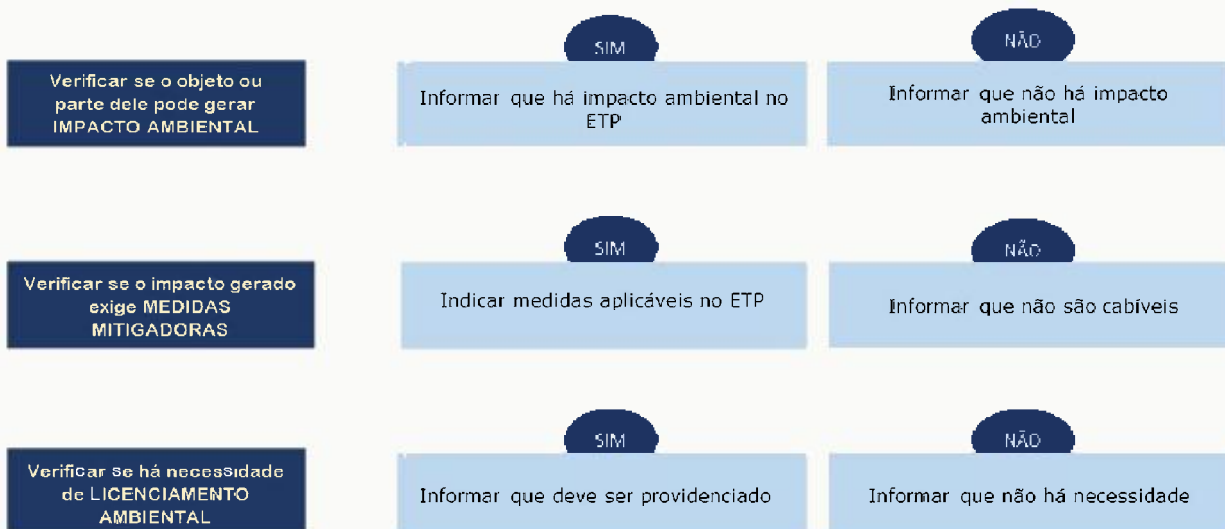 SIM
NÃO
Verificar se o objeto ou
parte dele pode gerar
IMPACTO AMBIENTAL
Informar que há impacto ambiental no
ETP
Informar que não há impacto
ambiental
SIM
NÃO
Verificar se o impacto gerado
exige MEDIDAS
MITIGADORAS
Indicar medidas aplicáveis no ETP
Informar que não são cabíveis
SIM
NÃO
Verificar se há necessidade
de LICENCIAMENTO
AMBIENTAL
Informar que deve ser providenciado
Informar que não há necessidade